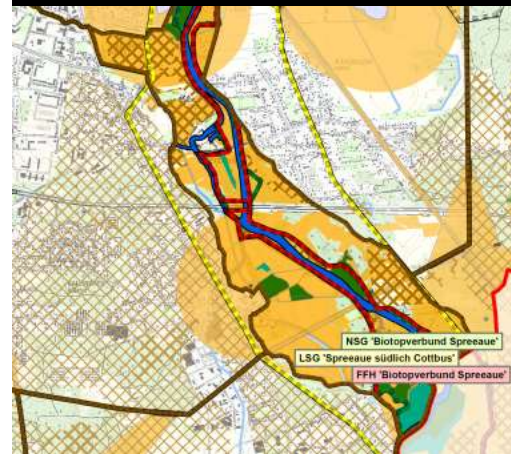 NSG 'Biotopverbund Spreeaue'
LSG 'Spreeaue südlich Cottbus'
FFH 'Biotopverbund Spreeaue'